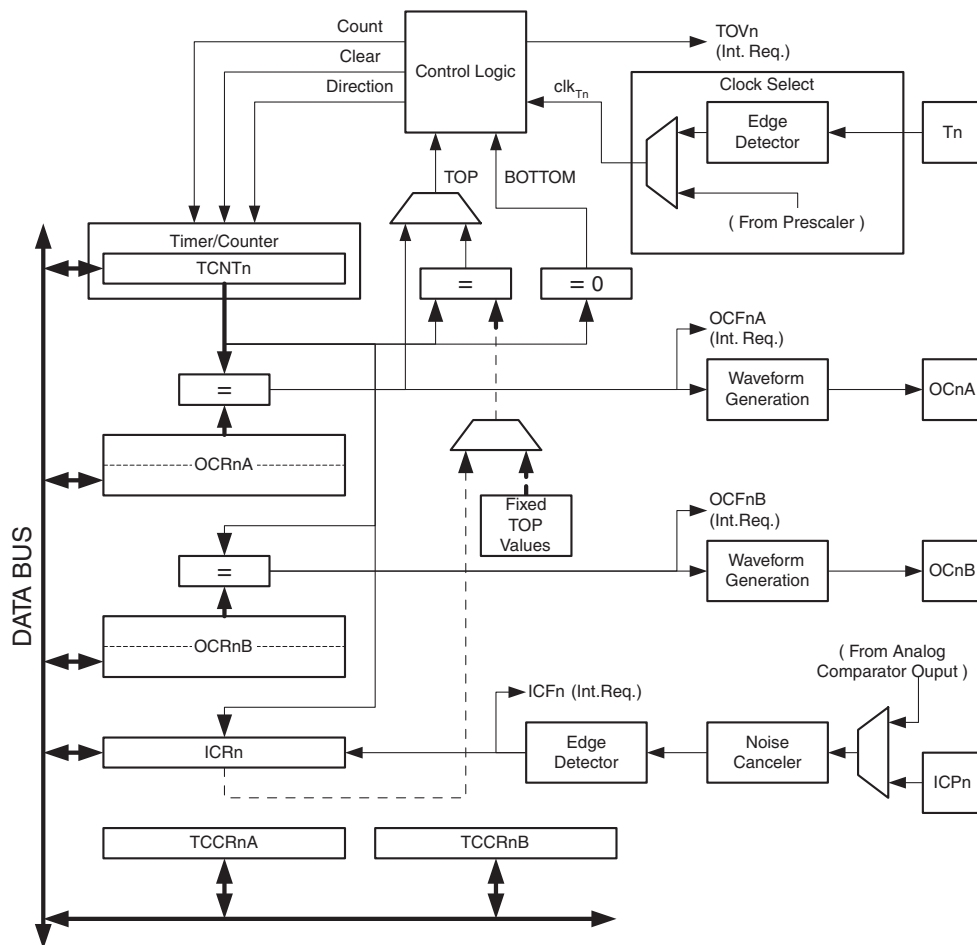 Count
Clear
Direction
Control Logic
TOVn
(Int. Req.)
clkTn
Clock Select
Edge
Detector
Tn
( From Prescaler )
TOP
BOTTOM
Timer/Counter
TCNTn
=
= 0
OCFnA
(Int. Req.)
=
Waveform
Generation
OCnA
OCRnA
Fixed
TOP
Values
OCFnB
(Int.Req.)
=
Waveform
Generation
OCnB
OCRnB
DATA BUS
( From Analog
Comparator Ouput )
ICFn (Int.Req.)
ICRn
Edge
Detector
Noise
Canceler
ICPn
TCCRnA
TCCRnB